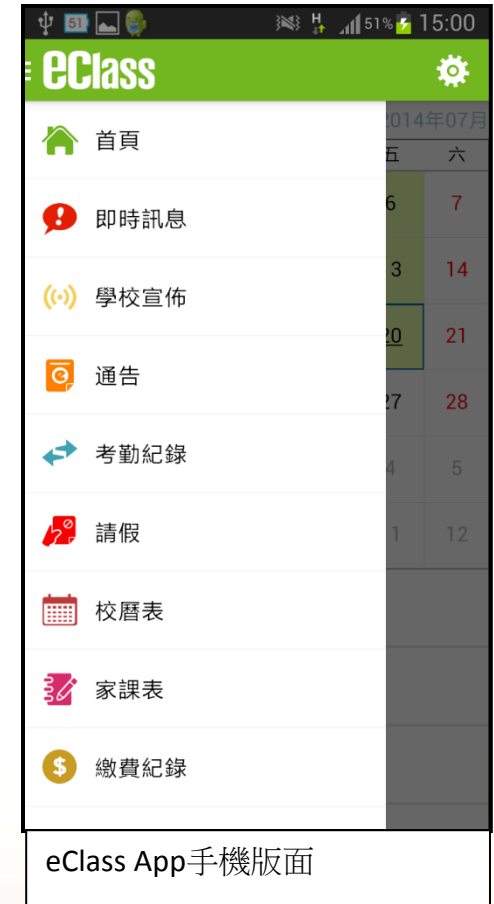 51 51% 15:00
eClass
2014年07月
首頁
五 六
即時訊息
6 7
學校宣佈
3 14
通告
20 21
考勤紀錄
27 28
請假
4 5
校曆表
1 12
家課表
繳費紀錄
eClass App手機版面